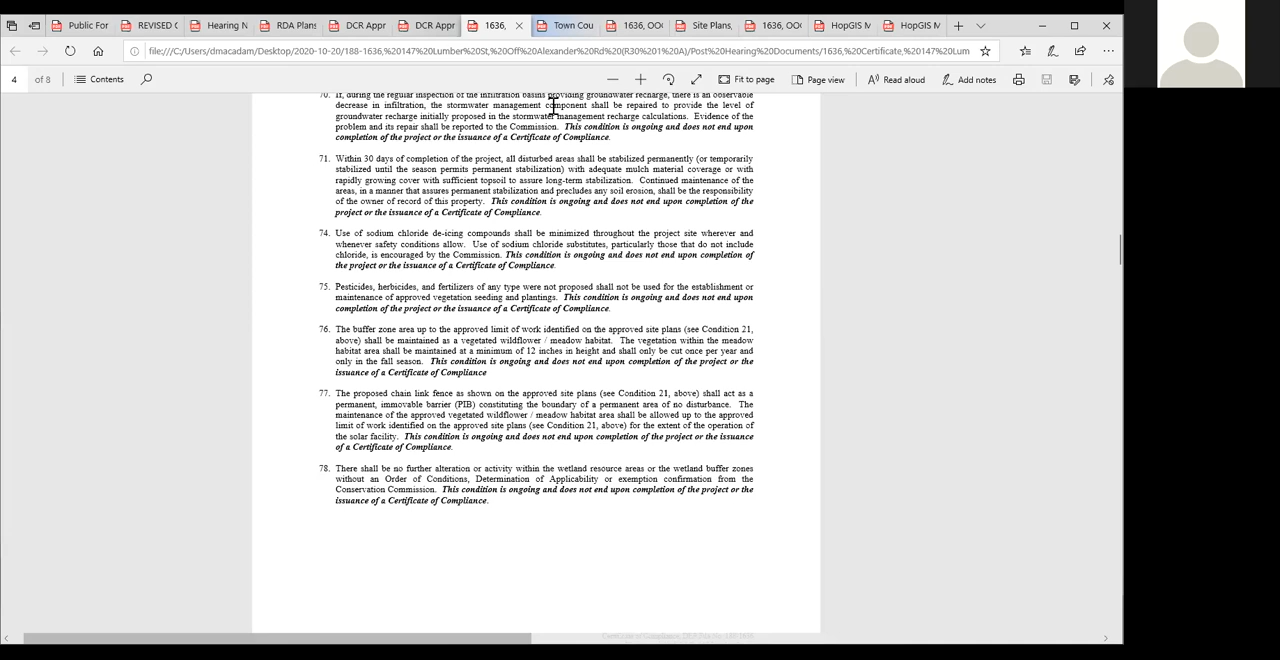 Public For
REVISED (
Hearing N
RDA Plans
DCR Appr
DCR Appr
1636,
Town Cou
1636, OO(
Site Plans,
1636, OO(
HopGIS M
HopGIS M
file:///C:/Users/dmacadam/Desktop/2020-10-20/188-1636,%20147%20Lumber%20St,%20Off%20Alexander%20Rd(R30%201%20A)/Post%20Hearing%20Documents/1636,%20Certificate,%20147%20Lum
4 of 8 Contents Fit to page Page view Read aloud Add notes
70. If, during the regular inspection of the infiltration basins providing groundwater recharge, there is an observable
decrease in infiltration, the stormwater management component shall be repaired to provide the level of
groundwater recharge initially proposed in the stormwater management recharge calculations. Evidence of the
problem and its repair shall be reported to the Commission. This condition is ongoing and does not end upon
completion of the project or the issuance of a Certificate of Compliance.
71. Within 30 days of completion of the project, all disturbed areas shall be stabilized permanently (or temporarily
stabilized until the season permits permanent stabilization) with adequate mulch material coverage or with
rapidly growing cover with sufficient topsoil to assure long-term stabilization. Continued maintenance of the
areas, in a manner that assures permanent stabilization and precludes any soil erosion, shall be the responsibility
of the owner of record of this property. This condition is ongoing and does not end upon completion of the
project or the issuance of a Certificate of Compliance.
74. Use of sodium chloride de-icing compounds shall be minimized throughout the project site wherever and
whenever safety conditions allow. Use of sodium chloride substitutes, particularly those that do not include
chloride, is encouraged by the Commission. This condition is ongoing and does not end upon completion of
the project or the issuance of a Certificate of Compliance.
75. Pesticides, herbicides, and fertilizers of any type were not proposed shall not be used for the establishment or
maintenance of approved vegetation seeding and plantings. This condition is ongoing and does not end upon
completion of the project or the issuance of a Certificate of Compliance.
76. The buffer zone area up to the approved limit of work identified on the approved site plans (see Condition 21,
above) shall be maintained as a vegetated wildflower / meadow habitat. The vegetation within the meadow
habitat area shall be maintained at a minimum of 12 inches in height and shall only be cut once per year and
only in the fall season. This condition is ongoing and does not end upon completion of the project or the
issuance of a Certificate of Compliance
77. The proposed chain link fence as shown on the approved site plans (see Condition 21, above) shall act as a
permanent, immovable barrier (PIB) constituting the boundary of a permanent area of no disturbance. The
maintenance of the approved vegetated wildflower / meadow habitat area shall be allowed up to the approved
limit of work identified on the approved site plans (see Condition 21, above) for the extent of the operation of
the solar facility. This condition is ongoing and does not end upon completion of the project or the issuance
of a Certificate of Compliance.
78. There shall be no further alteration or activity within the wetland resource areas or the wetland buffer zones
without an Order of Conditions, Determination of Applicability or exemption confirmation from the
Conservation Commission. This condition is ongoing and does not end upon completion of the project or the
issuance of a Certificate of Compliance.